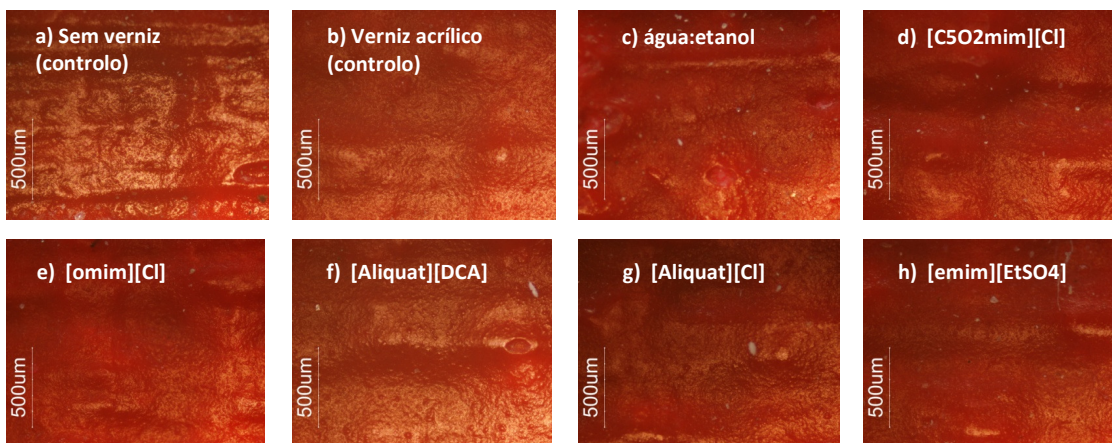 a) Sem verniz
(controlo)
500um
b) Verniz acrílico
(controlo)
500um
c) água:etanol
500um
d) [C5O2mim][Cl]
500um
e) [omim][Cl]
500um
f) [Aliquat][DCA]
500um
g) [Aliquat][Cl]
500um
h) [emim][EtSO4]
500um